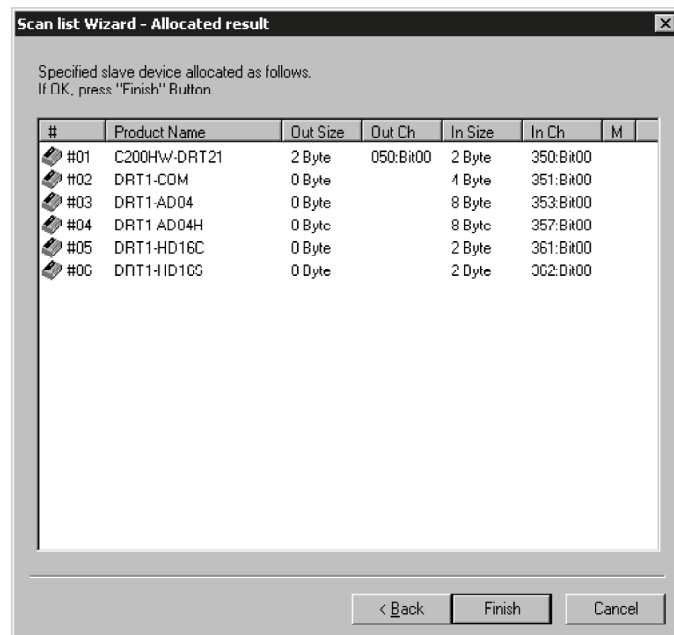 Scan list Wizard - Allocated result
Specified slave device allocated as follows.
If OK, press "Finish" Button.
# Product Name Out Size Out Ch In Size In Ch M
#01 C200HW-DRT21 2 Byte 050:Bit00 2 Byte 350:Bit00
#02 DRT1-COM 0 Byte 4 Byte 351:Bit00
#03 DRT1-AD04 0 Byte 8 Byte 353:Bit00
#04 DRT1-AD04H 0 Byte 8 Byte 357:Bit00
#05 DRT1-HD16C 0 Byte 2 Byte 361:Bit00
#06 DRT1-HD16S 0 Byte 2 Byte 362:Bit00
< Back Finish Cancel